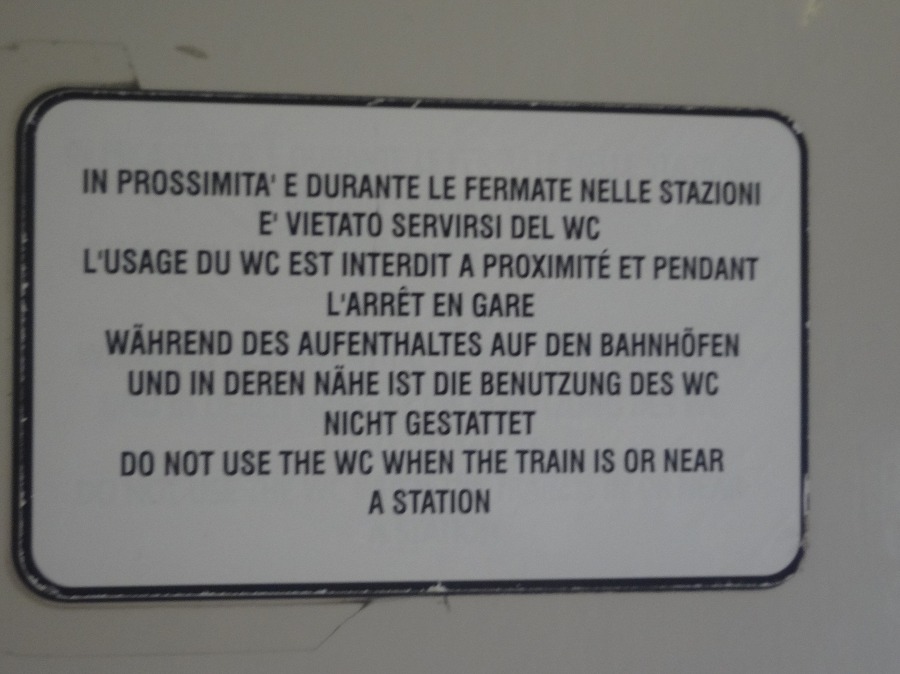 IN PROSSIMITA' E DURANTE LE FERMATE NELLE STAZIONI
E' VIETATO SERVIRSI DEL WC
L'USAGE DU WC EST INTERDIT A PROXIMITÉ ET PENDANT
L'ARRÊT EN GARE
WÄHREND DES AUFENTHALTES AUF DEN BAHNHÖFEN
UND IN DEREN NÄHE IST DIE BENUTZUNG DES WC
NICHT GESTATTET
DO NOT USE THE WC WHEN THE TRAIN IS OR NEAR
A STATION